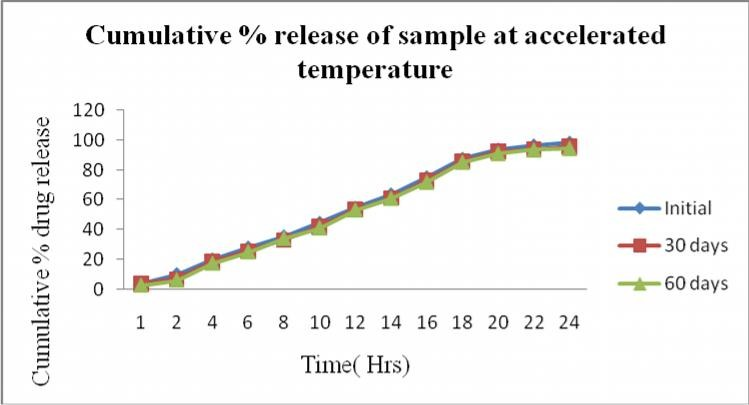 Cumulative % release of sample at accelerated
temperature
Cumulative % drug release
120
100
80
60
40
20
0
1 2 4 6 8 10 12 14 16 18 20 22 24
Time( Hrs)
Initial
30 days
60 days